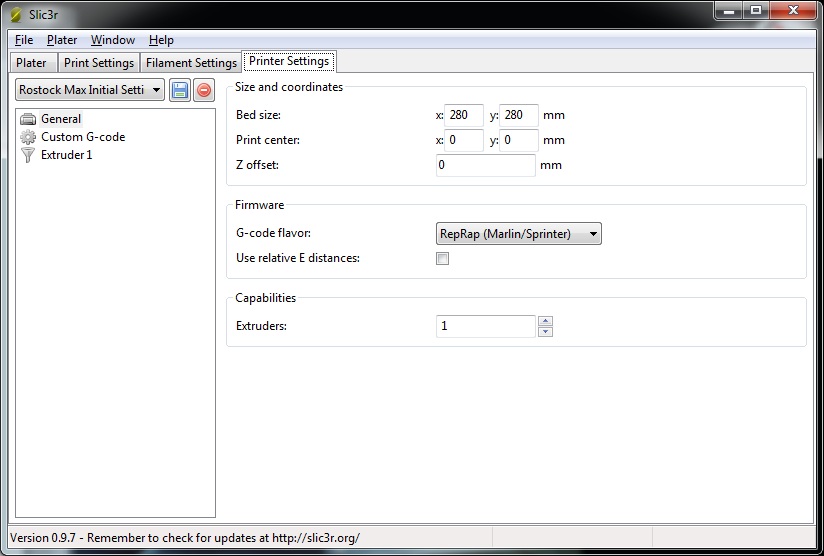 Slic3r
File Plater Window Help
Plater Print Settings Filament Settings Printer Settings
Rostock Max Initial Setti
General
Custom G-code
Extruder 1
Size and coordinates
Bed size: x: 280 y: 280 mm
Print center: x: 0 y: 0 mm
Z offset: 0 mm
Firmware
G-code flavor: RepRap (Marlin/Sprinter)
Use relative E distances:
Capabilities
Extruders: 1
Version 0.9.7 - Remember to check for updates at http://slic3r.org/